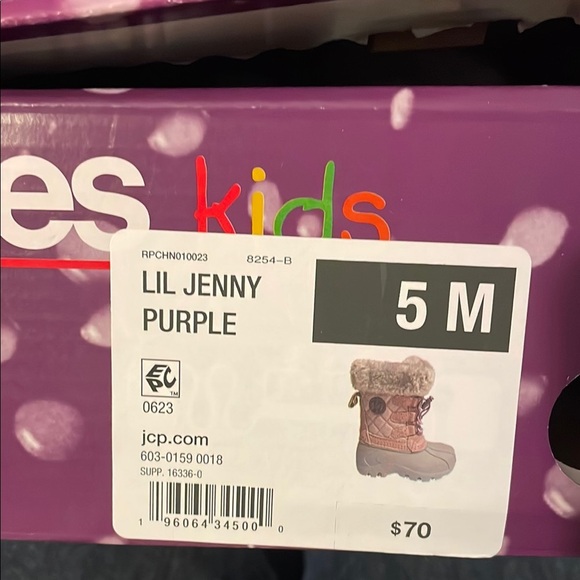 es kids
RPCHN010023 8254-B
LIL JENNY
PURPLE
5 M
EPC™
0623
jcp.com
603-0159 0018
SUPP. 16336-0
1 96064 34500 0
$70